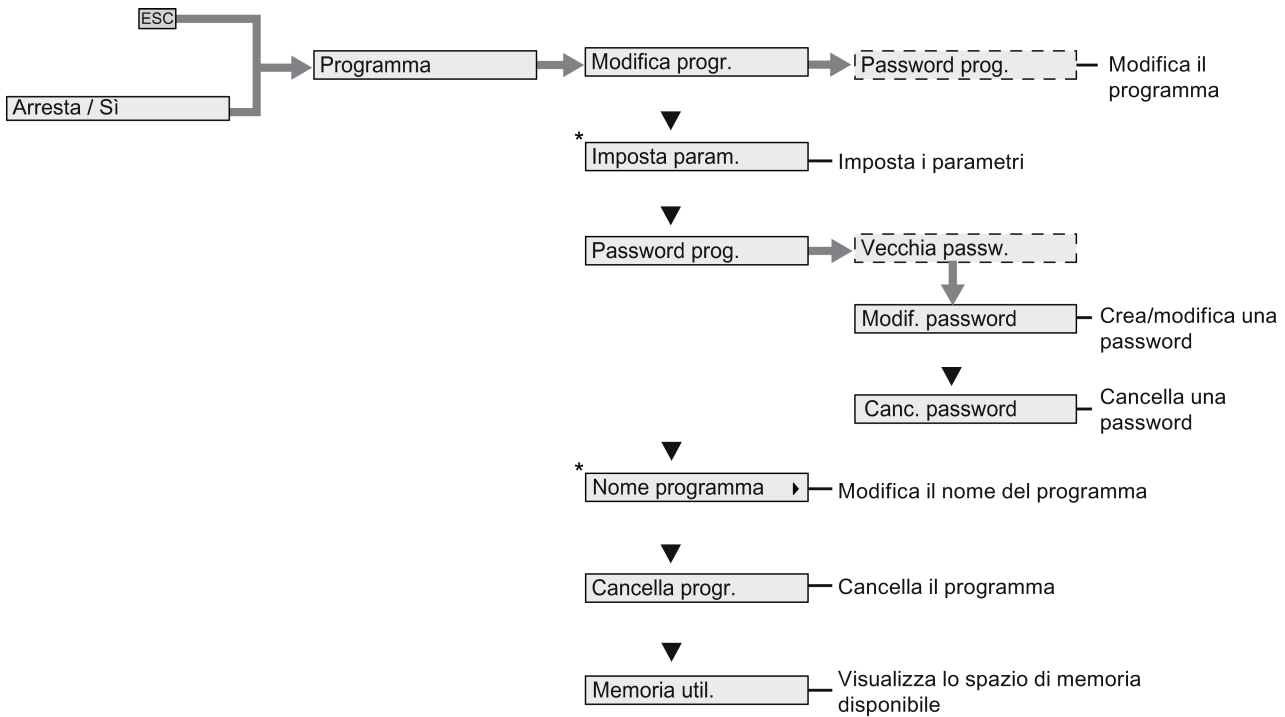 ESC
Arresta / Sì
Programma
Modifica progr.
Password prog.
Modifica il
programma
*
Imposta param.
Imposta i parametri
Password prog.
Vecchia passw.
Modif. password
Crea/modifica una
password
Canc. password
Cancella una
password
*
Nome programma
Modifica il nome del programma
Cancella progr.
Cancella il programma
Memoria util.
Visualizza lo spazio di memoria
disponibile